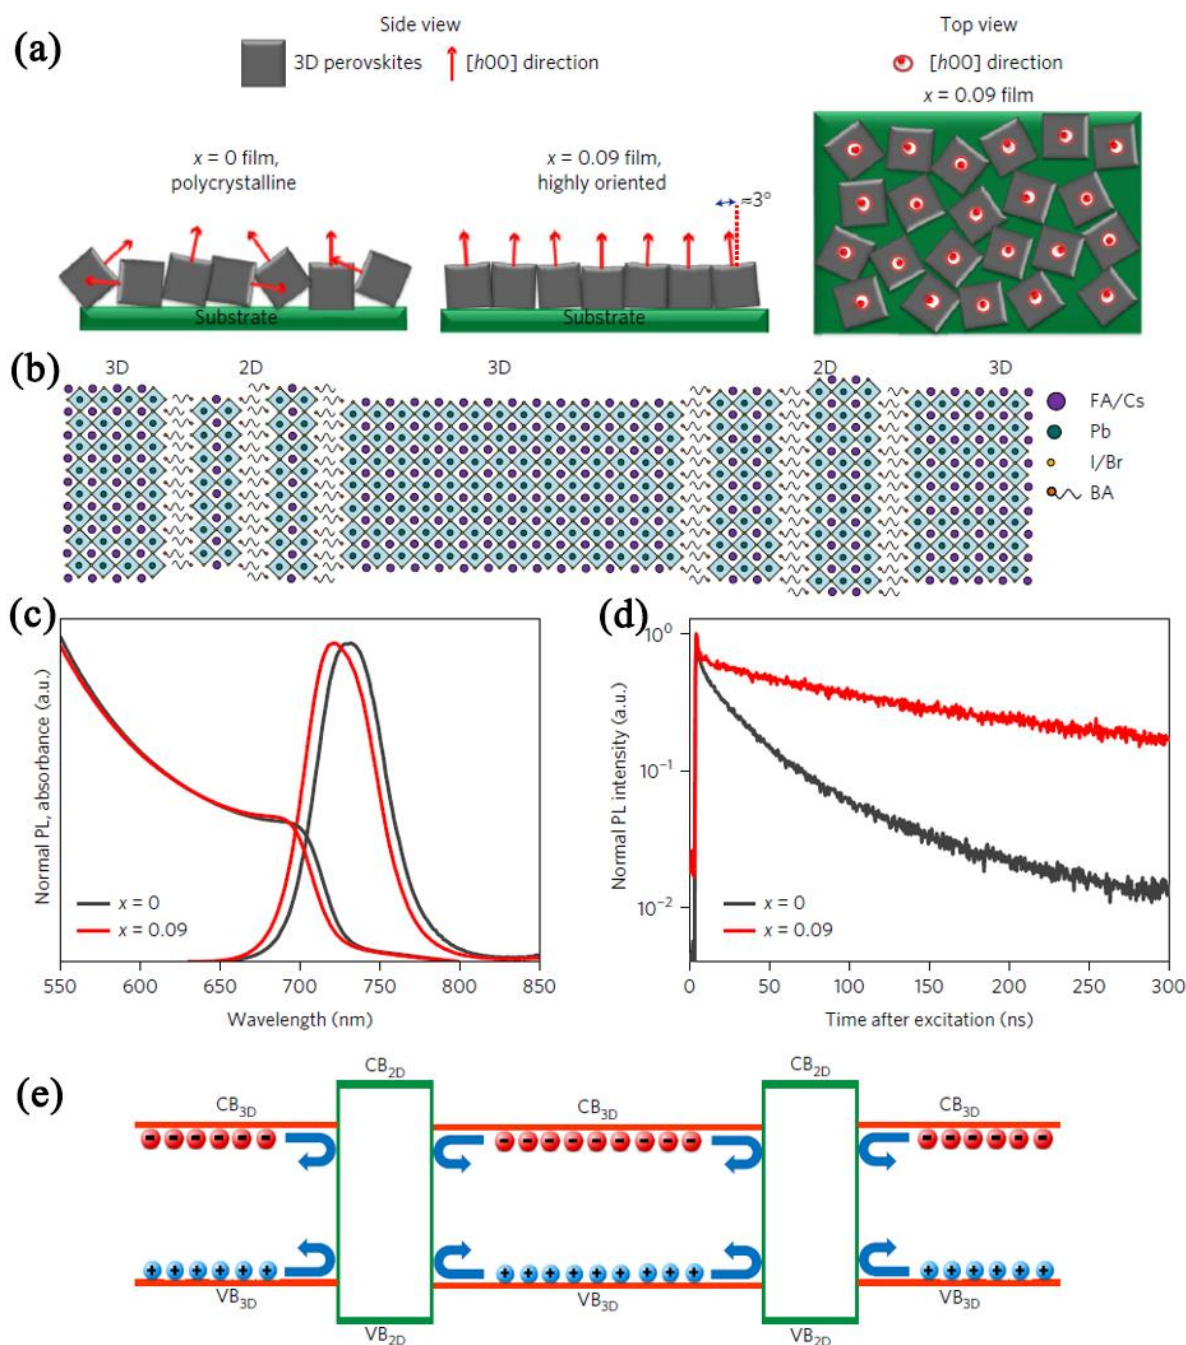 (a)
Side view
3D perovskites
[h00] direction
Top view
[h00] direction
x = 0.09 film
x = 0 film,
polycrystalline
x = 0.09 film,
highly oriented
≈3°
Substrate
Substrate
(b)
3D
2D
3D
2D
3D
FA/Cs
Pb
I/Br
BA
(c)
Normal PL, absorbance (a.u.)
x = 0
x = 0.09
550 600 650 700 750 800 850
Wavelength (nm)
(d)
Normal PL intensity (a.u.)
10⁰
10⁻¹
10⁻²
x = 0
x = 0.09
0 50 100 150 200 250 300
Time after excitation (ns)
(e)
CB₂D
CB₂D
CB₃D
CB₃D
CB₃D
VB₃D
VB₃D
VB₃D
VB₂D
VB₂D